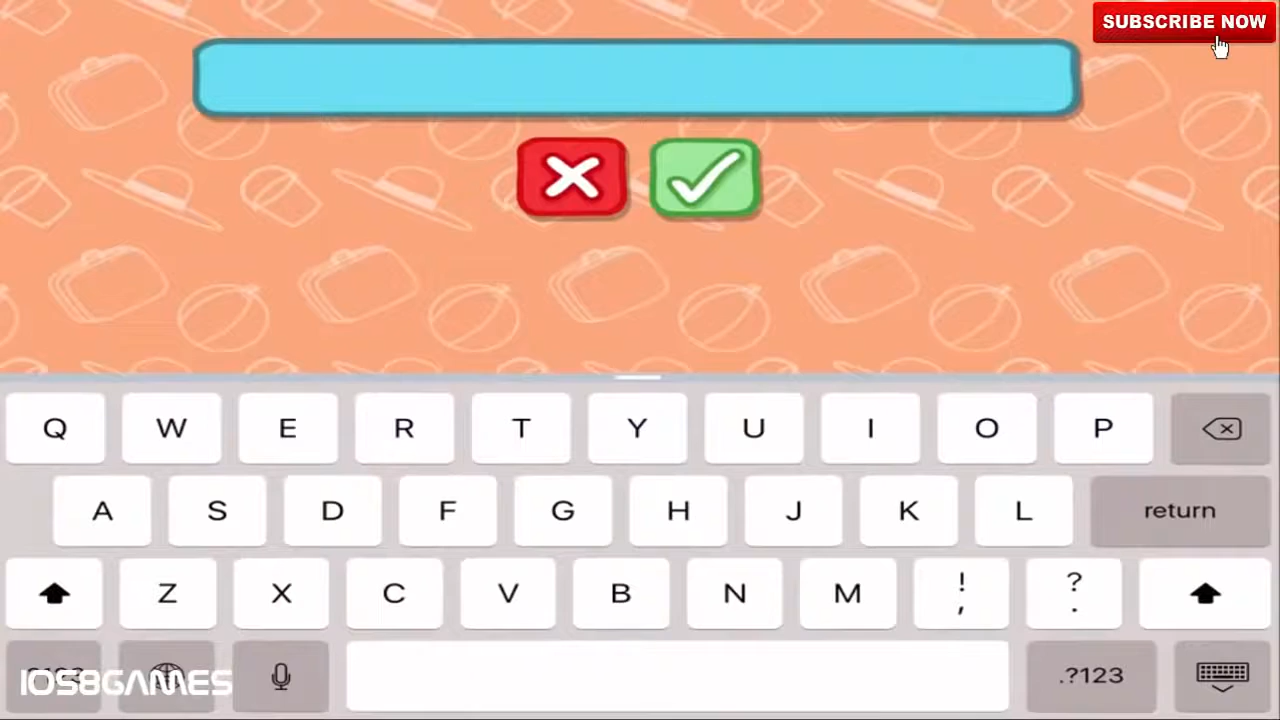 SUBSCRIBE NOW
Q W E R T Y U I O P
A S D F G H J K L return
Z X C V B N M ! , ? .
IOS8GAMES .?123